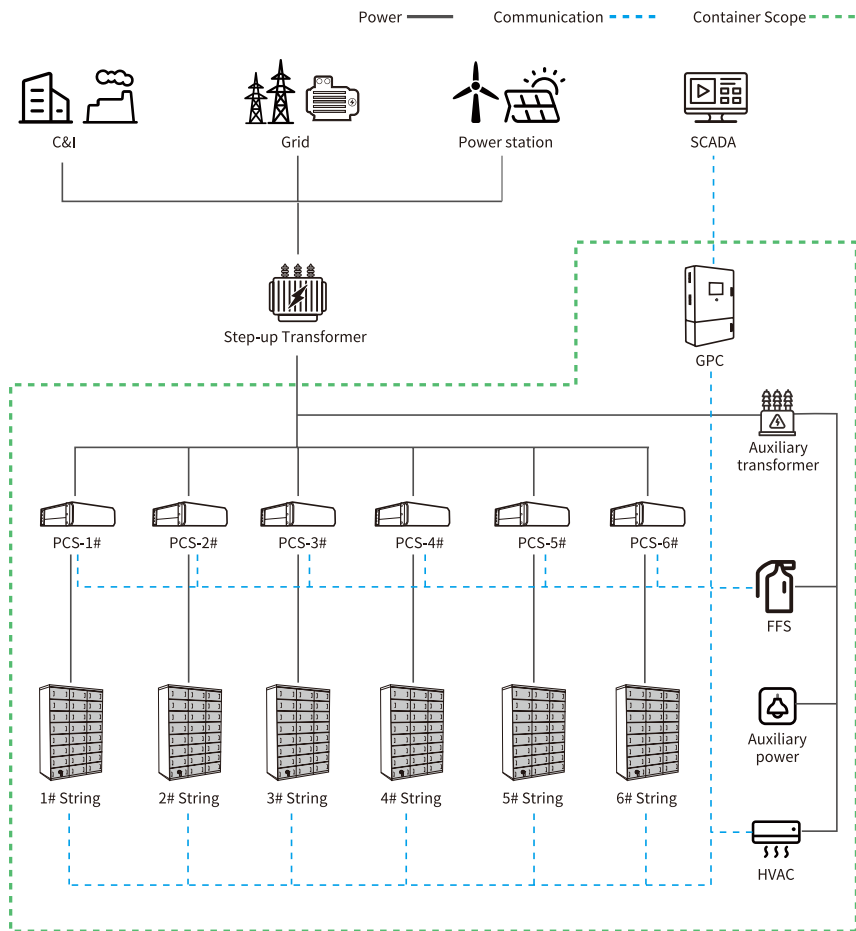 Power
Communication
Container Scope
C&I
Grid
Power station
SCADA
Step-up Transformer
GPC
Auxiliary
transformer
PCS-1#
PCS-2#
PCS-3#
PCS-4#
PCS-5#
PCS-6#
FFS
Auxiliary
power
1# String
2# String
3# String
4# String
5# String
6# String
HVAC